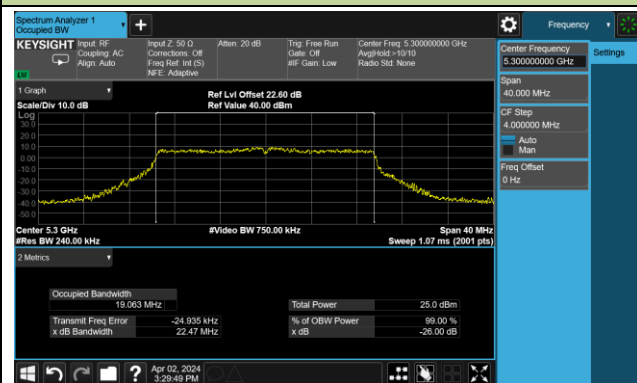 Spectrum Analyzer 1
Occupied BW
Frequency
KEYSIGHT
Input: RF
Coupling: AC
Align: Auto
Input Z: 50 Ω
Corrections: Off
Freq Ref: Int (S)
NFE: Adaptive
Atten: 20 dB
Trig: Free Run
Gate: Off
#IF Gain: Low
Center Freq: 5.300000000 GHz
Avg|Hold:>10/10
Radio Std: None
Center Frequency
5.300000000 GHz
Settings
Span
40.000 MHz
CF Step
4.000000 MHz
Auto
Man
Freq Offset
0 Hz
1 Graph
Scale/Div 10.0 dB
Ref Lvl Offset 22.60 dB
Ref Value 40.00 dBm
Log
30.0
20.0
10.0
0.00
-10.0
-20.0
-30.0
-40.0
-50.0
Center 5.3 GHz
#Video BW 750.00 kHz
Span 40 MHz
#Res BW 240.00 kHz
Sweep 1.07 ms (2001 pts)
2 Metrics
Occupied Bandwidth
19.063 MHz
Total Power
25.0 dBm
Transmit Freq Error
-24.935 kHz
% of OBW Power
99.00 %
x dB Bandwidth
22.47 MHz
x dB
-26.00 dB
?
Apr 02, 2024
3:29:49 PM